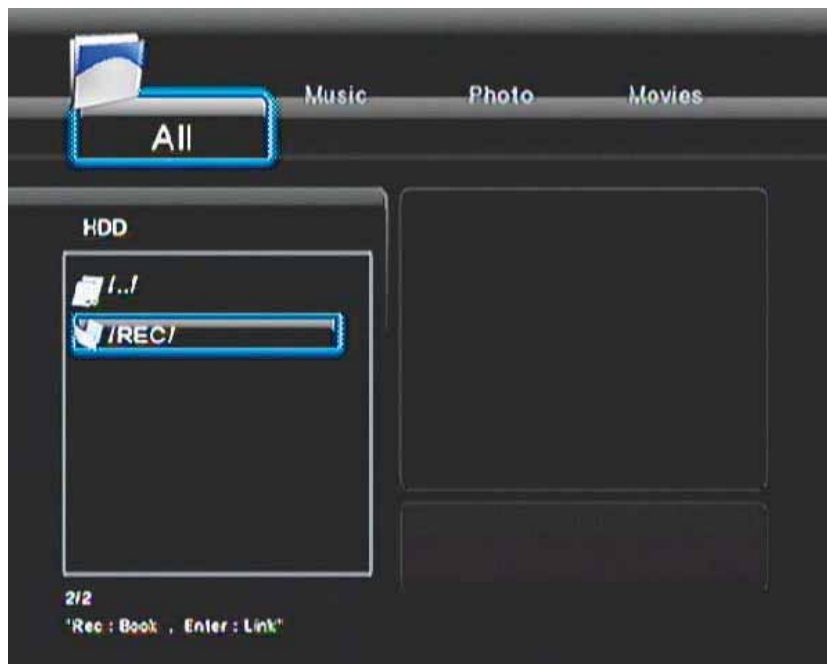 Music Photo Movies
All
HDD
/../
/REC/
2/2
"Rec : Book , Enter : Link"